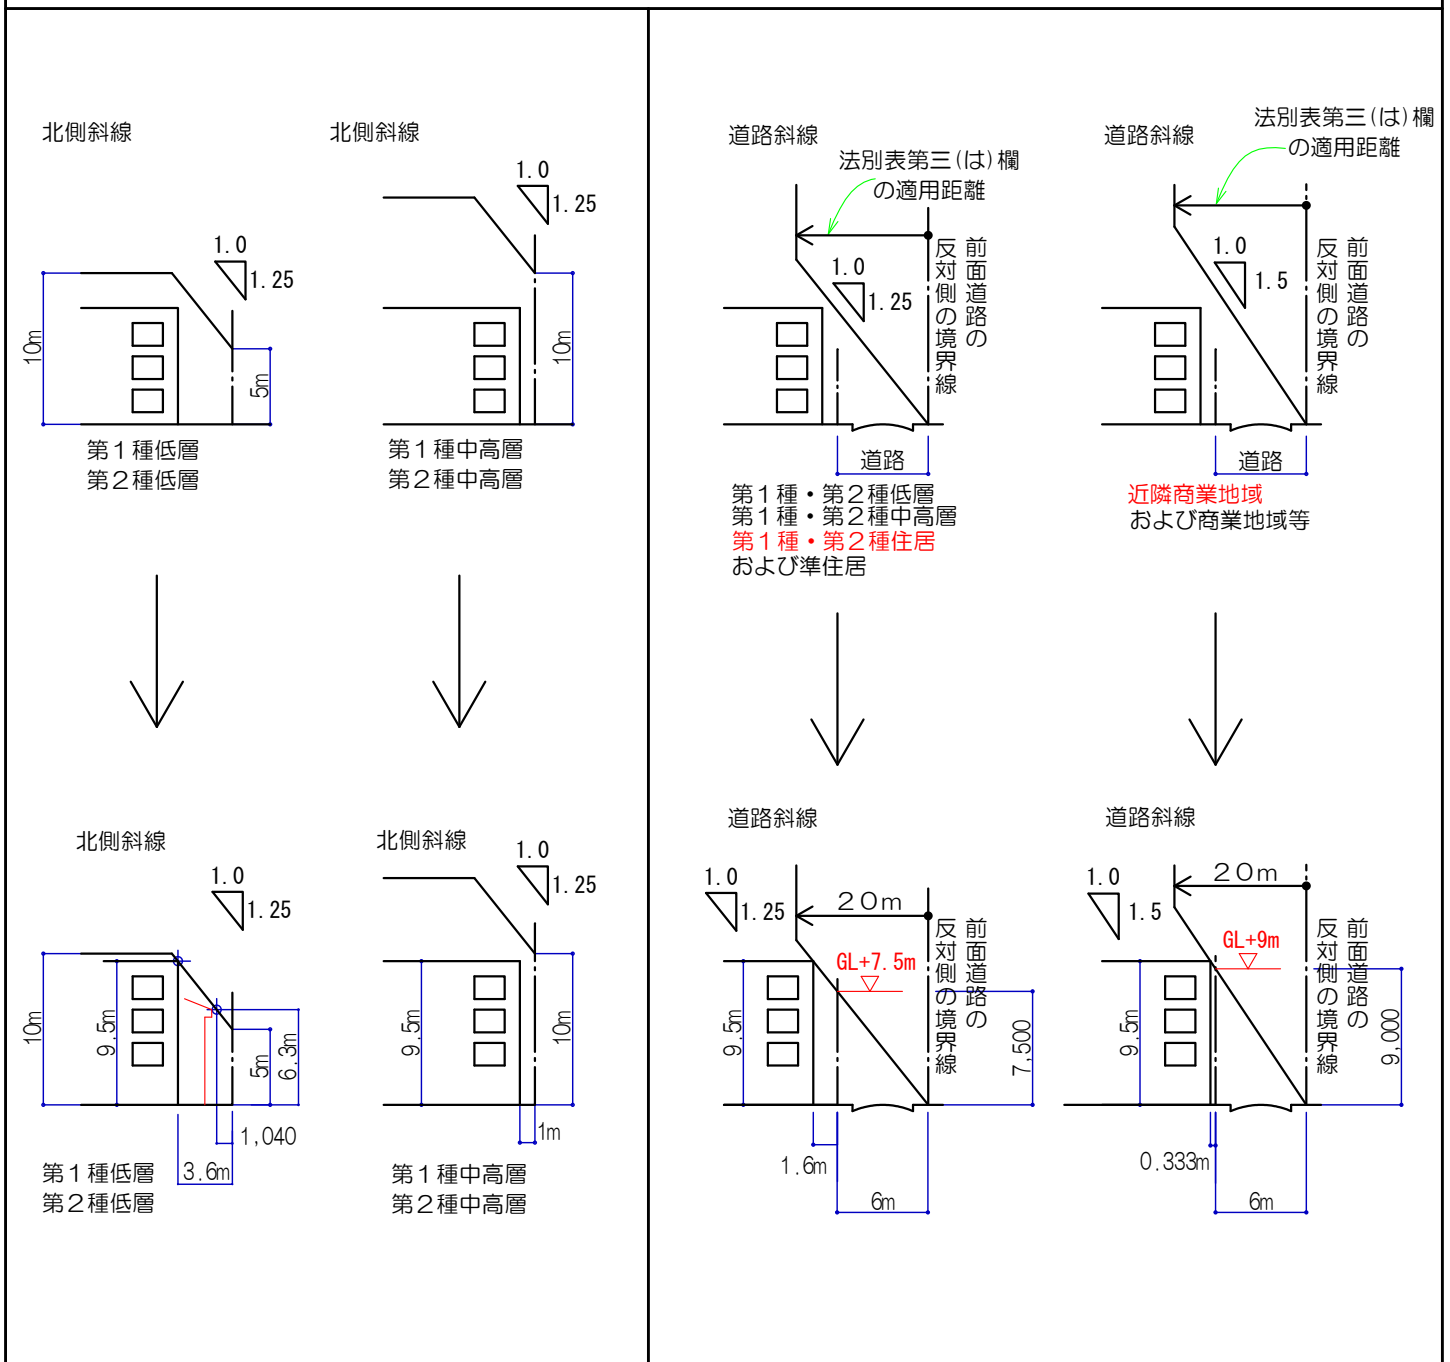 北側斜線
1.0
1.25
10m
5m
第1種低層
第2種低層
北側斜線
1.0
1.25
10m
第1種中高層
第2種中高層
道路斜線
法別表第三(は)欄
の適用距離
1.0
1.25
前面道路の
反対側の境界線
道路
第1種・第2種低層
第1種・第2種中高層
第1種・第2種住居
および準住居
道路斜線
法別表第三(は)欄
の適用距離
1.0
1.5
前面道路の
反対側の境界線
道路
近隣商業地域
および商業地域等
北側斜線
1.0
1.25
10m
9.5m
5m
6.3m
1,040
3.6m
第1種低層
第2種低層
北側斜線
1.0
1.25
9.5m
10m
1m
第1種中高層
第2種中高層
道路斜線
1.0
1.25
20m
GL+7.5m
前面道路の
反対側の境界線
9.5m
7,500
1.6m
6m
道路斜線
1.0
1.5
20m
GL+9m
前面道路の
反対側の境界線
9.5m
9,000
0.333m
6m